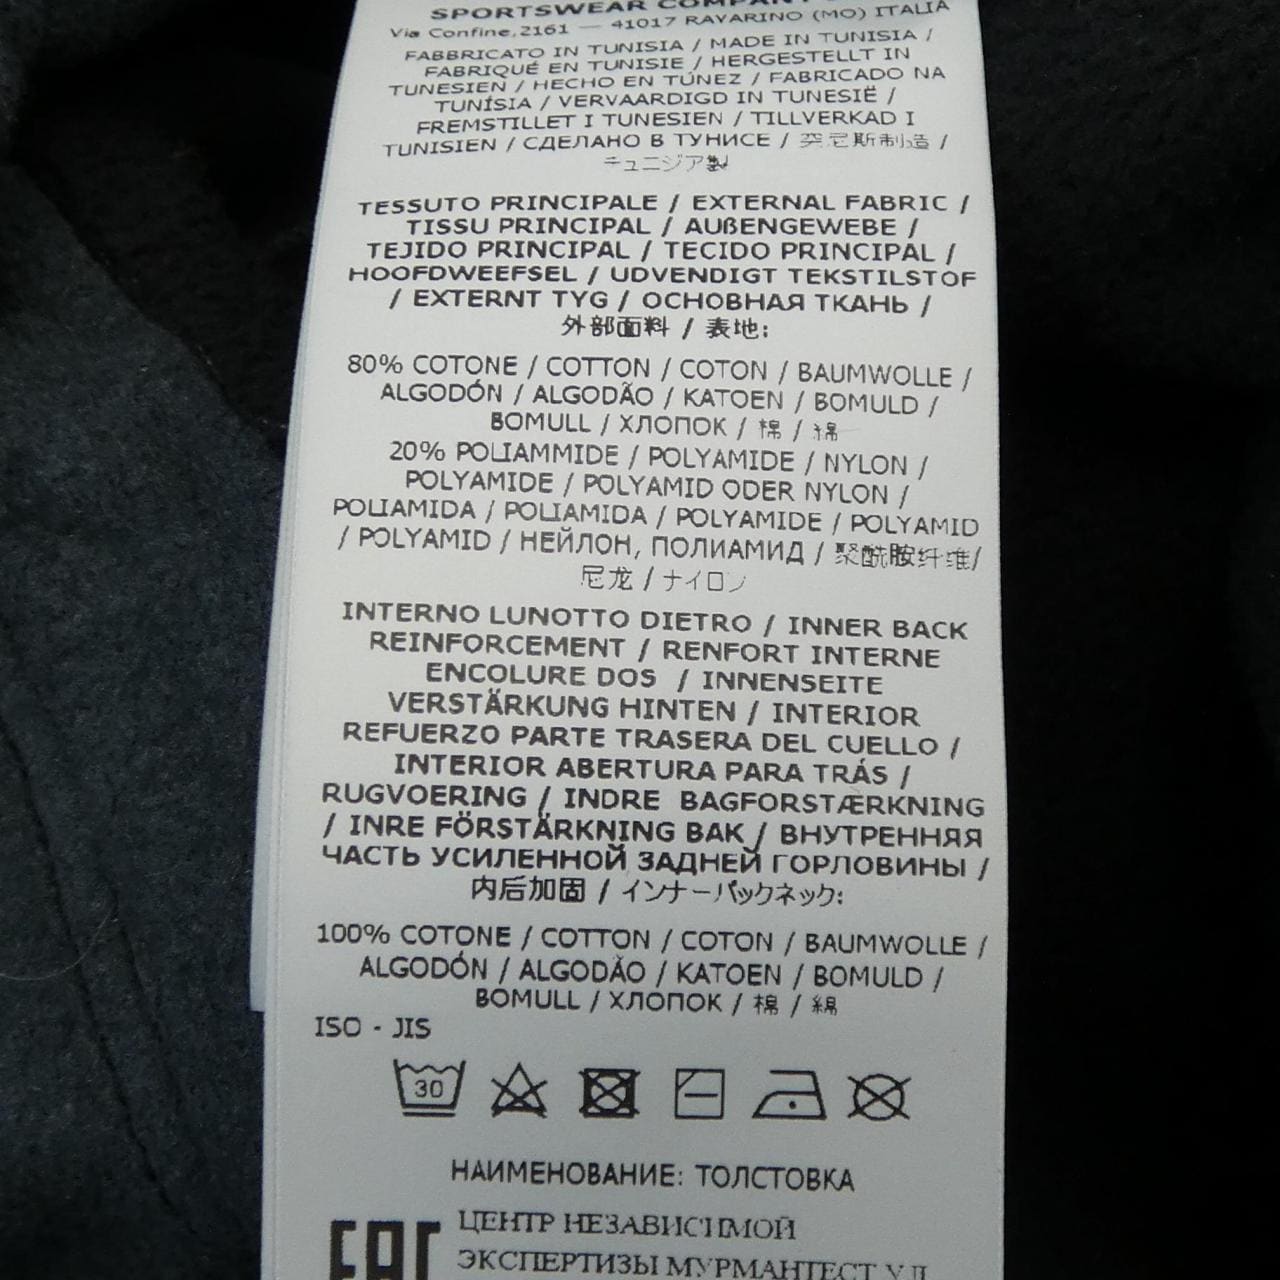 SPORTSWEAR COMPANY
Via Confine,2161 — 41017 RAVARINO (MO) ITALIA
FABBRICATO IN TUNISIA / MADE IN TUNISIA /
FABRIQUÉ EN TUNISIE / HERGESTELLT IN
TUNESIEN / HECHO EN TÚNEZ / FABRICADO NA
TUNÍSIA / VERVAARDIGD IN TUNESIË /
FREMSTILLET I TUNESIEN / TILLVERKAD I
TUNISIEN / СДЕЛАНО В ТУНИСЕ / 突尼斯制造 /
チュニジア製
TESSUTO PRINCIPALE / EXTERNAL FABRIC /
TISSU PRINCIPAL / AUßENGEWEBE /
TEJIDO PRINCIPAL / TECIDO PRINCIPAL /
HOOFDWEEFSEL / UDVENDIGT TEKSTILSTOF
/ EXTERNT TYG / ОСНОВНАЯ ТКАНЬ /
外部面料 / 表地:
80% COTONE / COTTON / COTON / BAUMWOLLE /
ALGODÓN / ALGODÃO / KATOEN / BOMULD /
BOMULL / ХЛОПОК / 棉 / 綿
20% POLIAMMIDE / POLYAMIDE / NYLON /
POLYAMIDE / POLYAMID ODER NYLON /
POLIAMIDA / POLIAMIDA / POLYAMIDE / POLYAMID
/ POLYAMID / НЕЙЛОН, ПОЛИАМИД / 聚酰胺纤维/
尼龙 / ナイロン
INTERNO LUNOTTO DIETRO / INNER BACK
REINFORCEMENT / RENFORT INTERNE
ENCOLURE DOS / INNENSEITE
VERSTÄRKUNG HINTEN / INTERIOR
REFUERZO PARTE TRASERA DEL CUELLO /
INTERIOR ABERTURA PARA TRÁS /
RUGVOERING / INDRE BAGFORSTÆRKNING
/ INRE FÖRSTÄRKNING BAK / ВНУТРЕННЯЯ
ЧАСТЬ УСИЛЕННОЙ ЗАДНЕЙ ГОРЛОВИНЫ /
内后加固 / インナーバックネック:
100% COTONE / COTTON / COTON / BAUMWOLLE /
ALGODÓN / ALGODÃO / KATOEN / BOMULD /
BOMULL / ХЛОПОК / 棉 / 綿
ISO - JIS
30
НАИМЕНОВАНИЕ: ТОЛСТОВКА
EAC ЦЕНТР НЕЗАВИСИМОЙ
ЭКСПЕРТИЗЫ МУРМАНТЕСТ УЛ